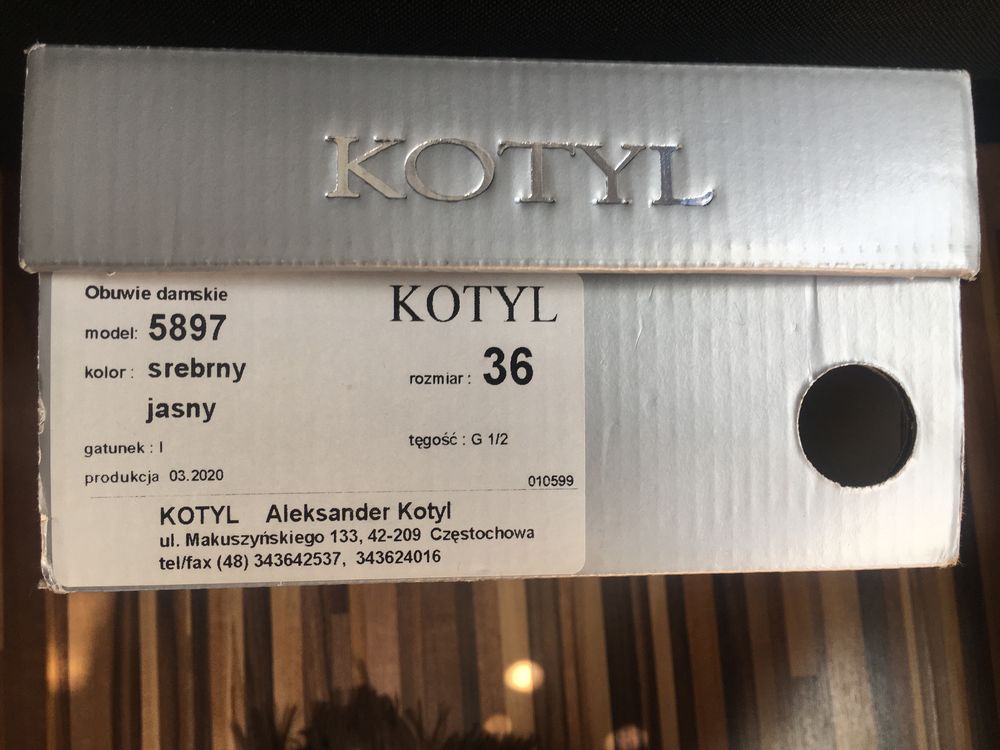 KOTYL
Obuwie damskie
KOTYL
model: 5897
kolor : srebrny
rozmiar : 36
jasny
gatunek : I
tęgość : G 1/2
produkcja 03.2020
010599
KOTYL Aleksander Kotyl
ul. Makuszyńskiego 133, 42-209 Częstochowa
tel/fax (48) 343642537, 343624016